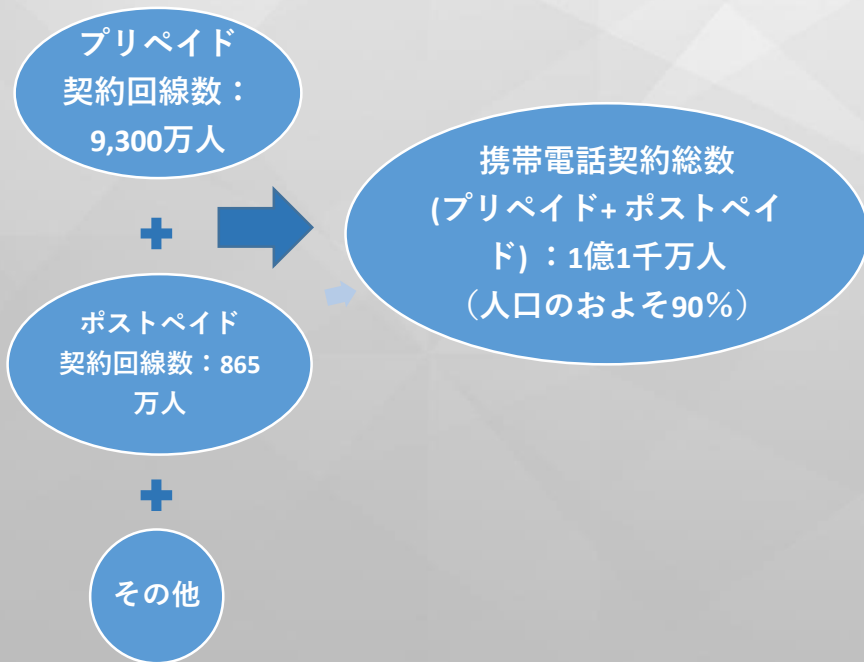 プリペイド
契約回線数：
9,300万人
ポストペイド
契約回線数：865
万人
その他
携帯電話契約総数
(プリペイド+ ポストペイ
ド) ：1億1千万人
（人口のおよそ90％）